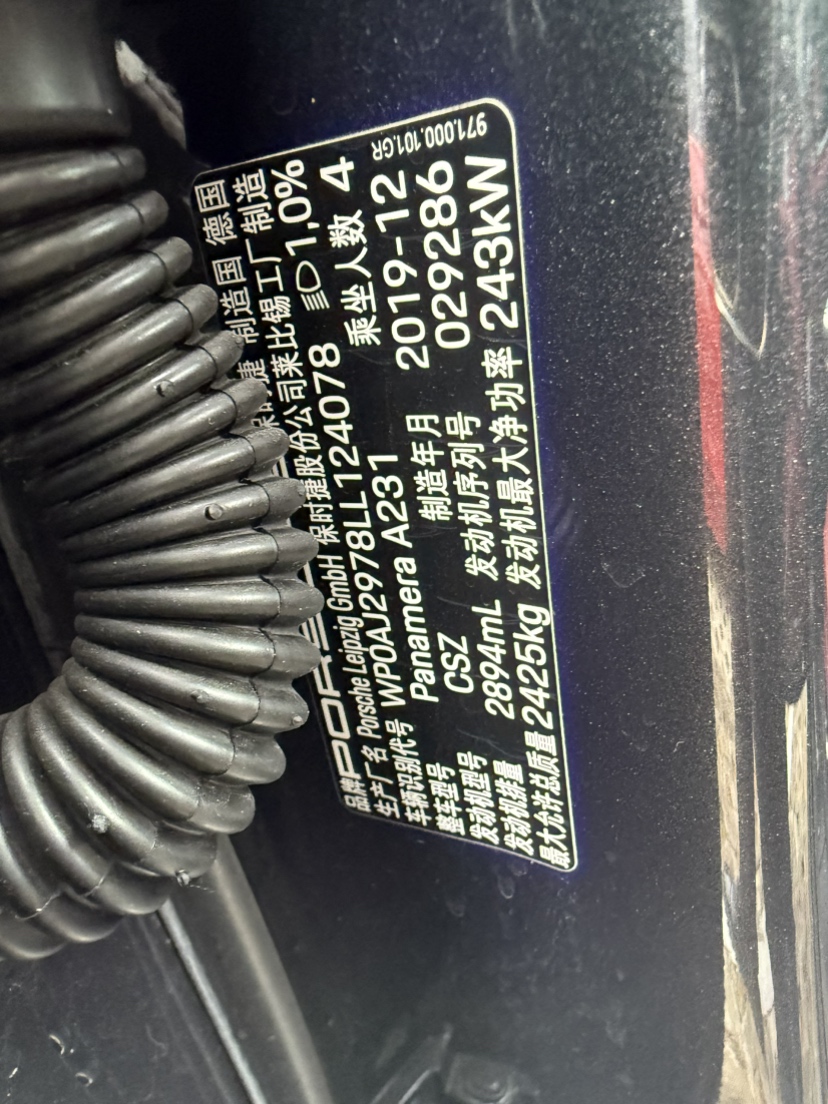 971.000.101.GR
品牌 PORSCHE 保时捷 制造国 德国
生产厂名 Porsche Leipzig GmbH 保时捷股份公司莱比锡工厂制造
车辆识别代号 WP0AJ2978LL124078 1,0%
整车型号 Panamera A231 乘坐人数 4
发动机型号 CSZ 制造年月 2019-12
发动机排量 2894mL 发动机序列号 029286
最大允许总质量 2425kg 发动机最大净功率 243kW